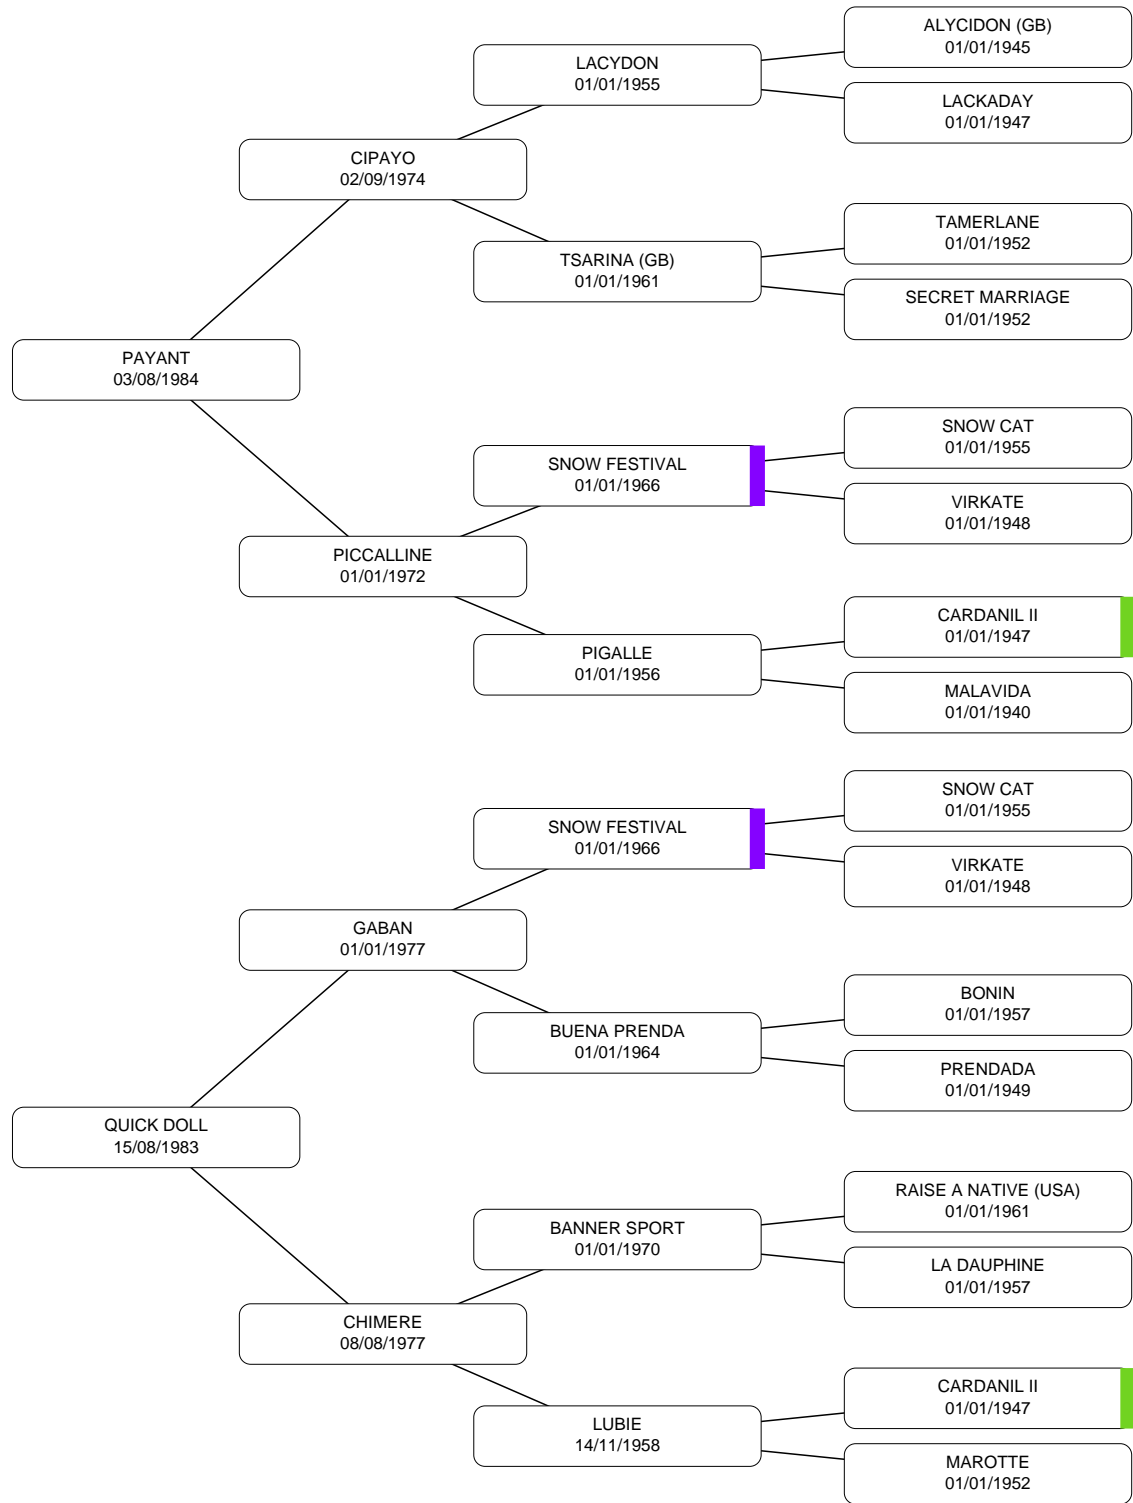 ALYCIDON (GB)
01/01/1945
LACYDON
01/01/1955
LACKADAY
01/01/1947
CIPAYO
02/09/1974
TAMERLANE
01/01/1952
TSARINA (GB)
01/01/1961
SECRET MARRIAGE
01/01/1952
PAYANT
03/08/1984
SNOW CAT
01/01/1955
SNOW FESTIVAL
01/01/1966
VIRKATE
01/01/1948
PICCALLINE
01/01/1972
CARDANIL II
01/01/1947
PIGALLE
01/01/1956
MALAVIDA
01/01/1940
SNOW CAT
01/01/1955
SNOW FESTIVAL
01/01/1966
VIRKATE
01/01/1948
GABAN
01/01/1977
BONIN
01/01/1957
BUENA PRENDA
01/01/1964
PRENDADA
01/01/1949
QUICK DOLL
15/08/1983
RAISE A NATIVE (USA)
01/01/1961
BANNER SPORT
01/01/1970
LA DAUPHINE
01/01/1957
CHIMERE
08/08/1977
CARDANIL II
01/01/1947
LUBIE
14/11/1958
MAROTTE
01/01/1952